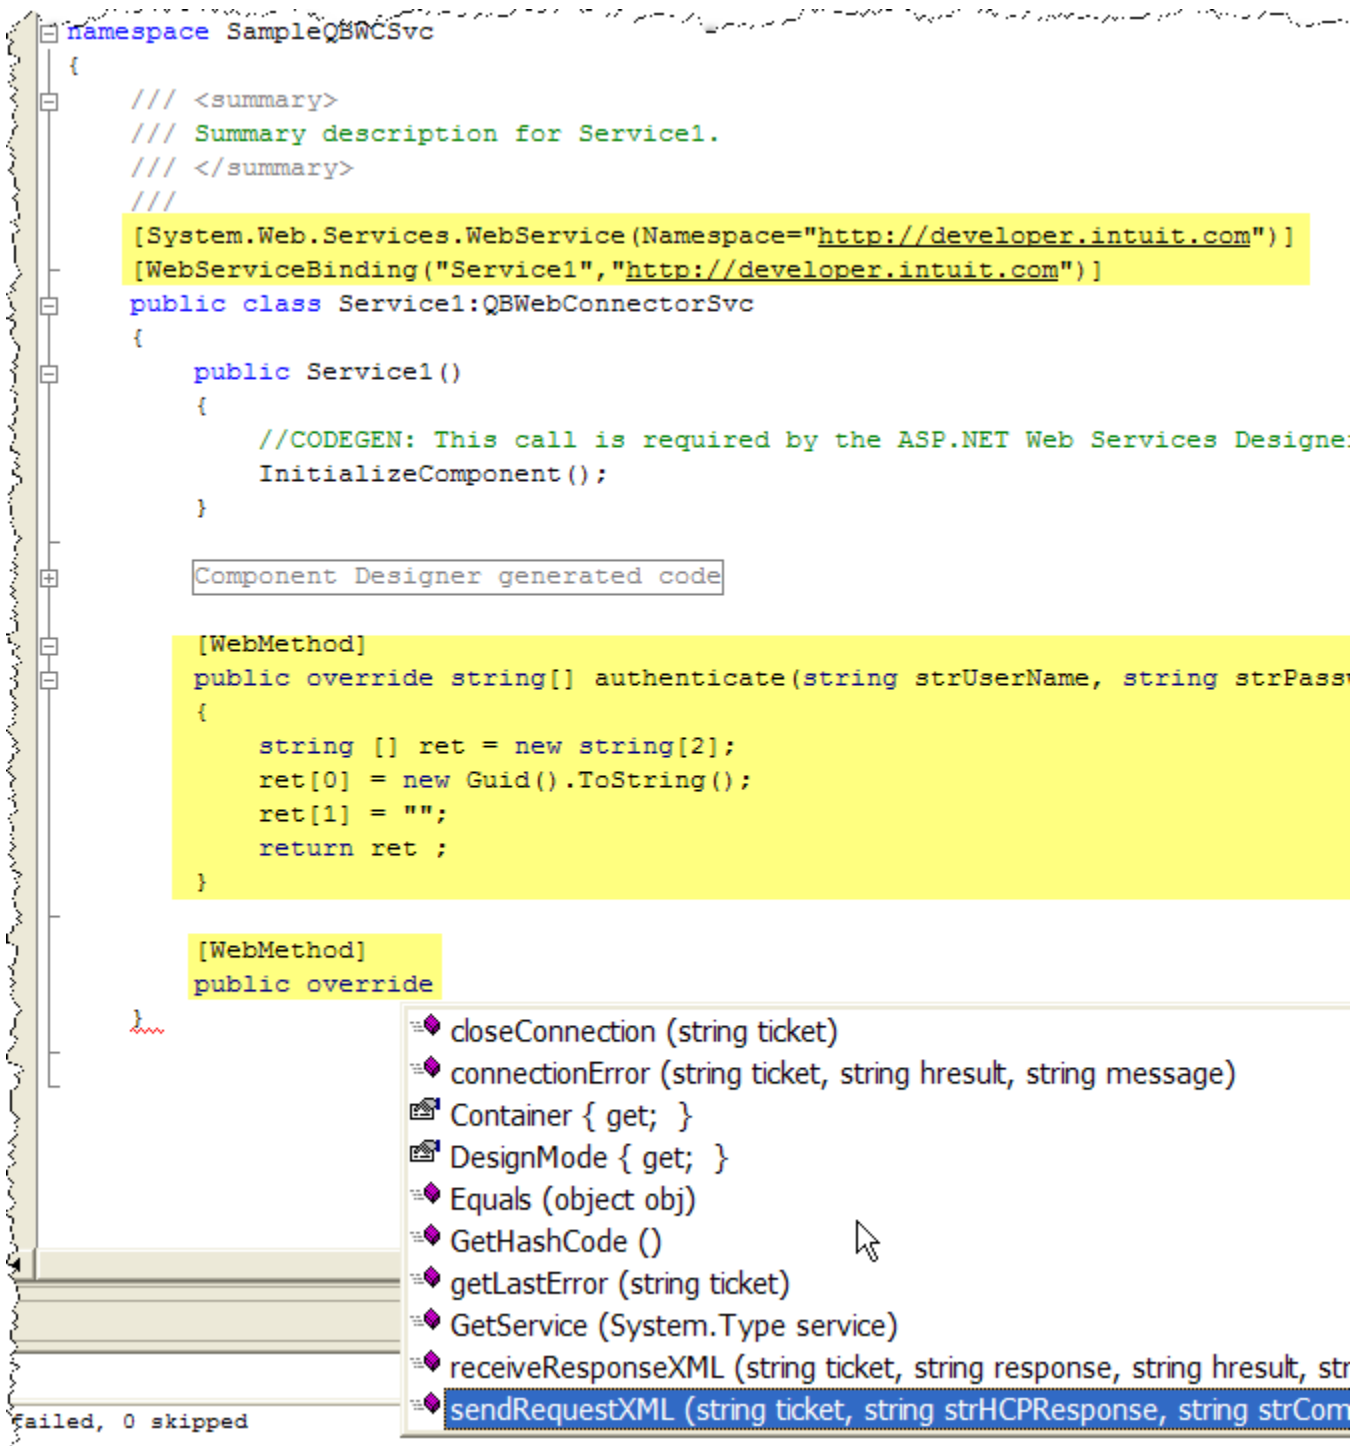 namespace SampleQBWCSvc
{
/// <summary>
/// Summary description for Service1.
/// </summary>
///
[System.Web.Services.WebService(Namespace="http://developer.intuit.com")]
[WebServiceBinding("Service1","http://developer.intuit.com")]
public class Service1:QBWebConnectorSvc
{
public Service1()
{
//CODEGEN: This call is required by the ASP.NET Web Services Designer
InitializeComponent();
}
Component Designer generated code
[WebMethod]
public override string[] authenticate(string strUserName, string strPassw
{
string [] ret = new string[2];
ret[0] = new Guid().ToString();
ret[1] = "";
return ret ;
}
[WebMethod]
public override
}
closeConnection (string ticket)
connectionError (string ticket, string hresult, string message)
Container { get; }
DesignMode { get; }
Equals (object obj)
GetHashCode ()
getLastError (string ticket)
GetService (System.Type service)
receiveResponseXML (string ticket, string response, string hresult, str
sendRequestXML (string ticket, string strHCPResponse, string strCom
failed, 0 skipped